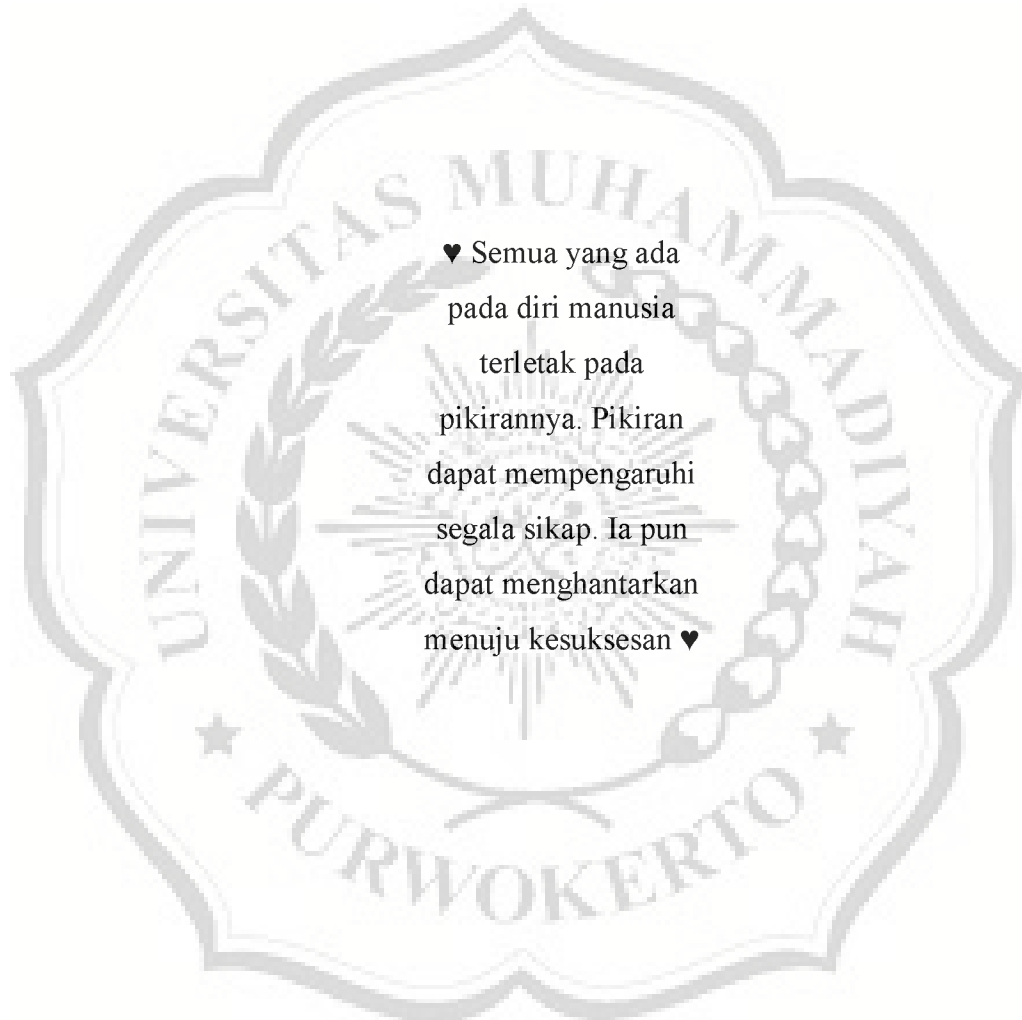 UNIVERSITAS MUHAMMADIYAH
♥ Semua yang ada
pada diri manusia
terletak pada
pikirannya. Pikiran
dapat mempengaruhi
segala sikap. Ia pun
dapat menghantarkan
menuju kesuksesan ♥
PURWOKERTO